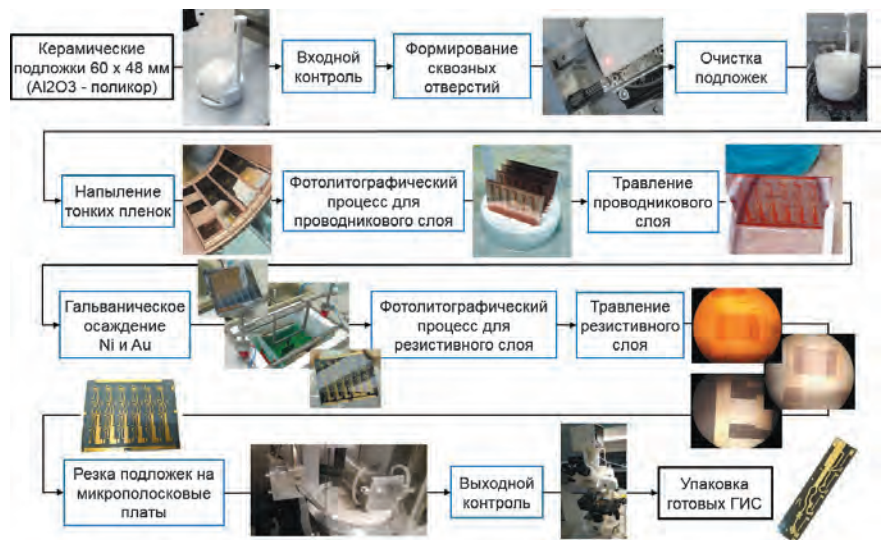 Керамические
подложки 60 x 48 мм
(Al2O3 - поликор)
Входной
контроль
Формирование
сквозных
отверстий
Очистка
подложек
Напыление
тонких пленок
Фотолитографический
процесс для
проводникового слоя
Травление
проводникового
слоя
Гальваническое
осаждение
Ni и Au
Фотолитографический
процесс для
резистивного слоя
Травление
резистивного
слоя
Резка подложек на
микрополосковые
платы
Выходной
контроль
Упаковка
готовых ГИС